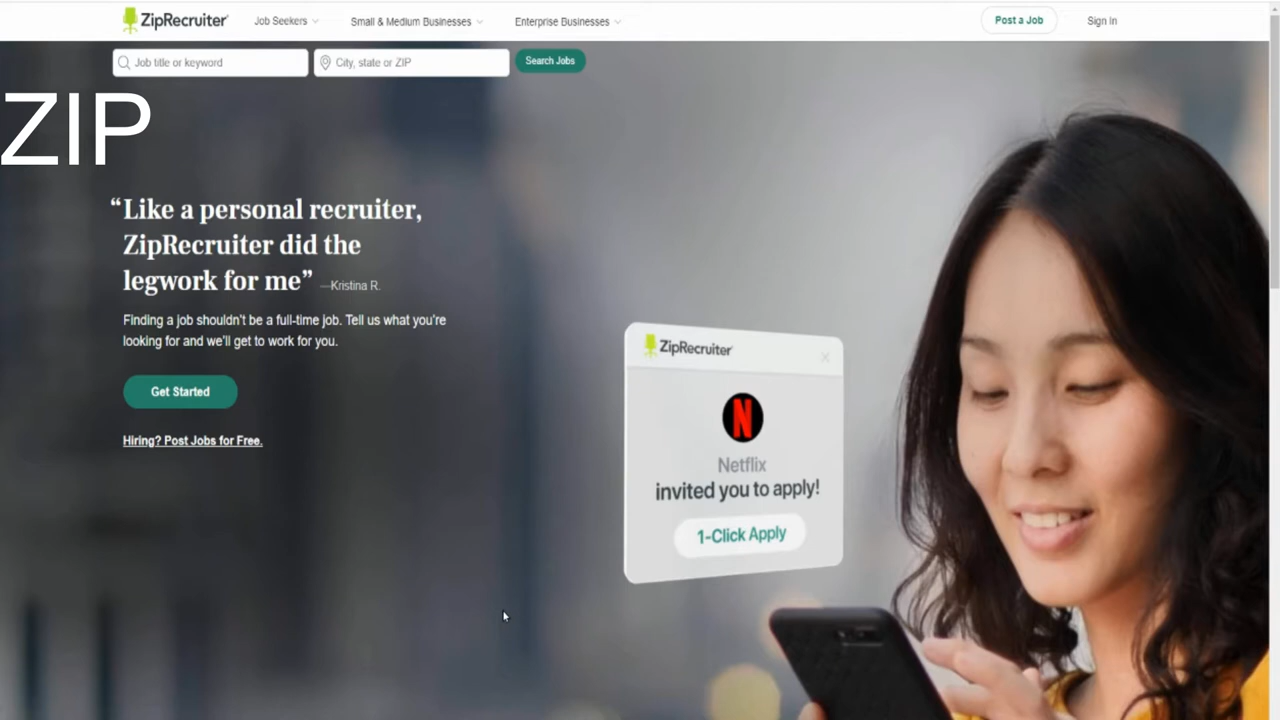 ZipRecruiter
Job Seekers
Small & Medium Businesses
Enterprise Businesses
Post a Job
Sign In
Job title or keyword
City, state or ZIP
Search Jobs
ZIP
“Like a personal recruiter,
ZipRecruiter did the
legwork for me” —Kristina R.
Finding a job shouldn't be a full-time job. Tell us what you're
looking for and we'll get to work for you.
Get Started
Hiring? Post Jobs for Free.
ZipRecruiter
N
Netflix
invited you to apply!
1-Click Apply